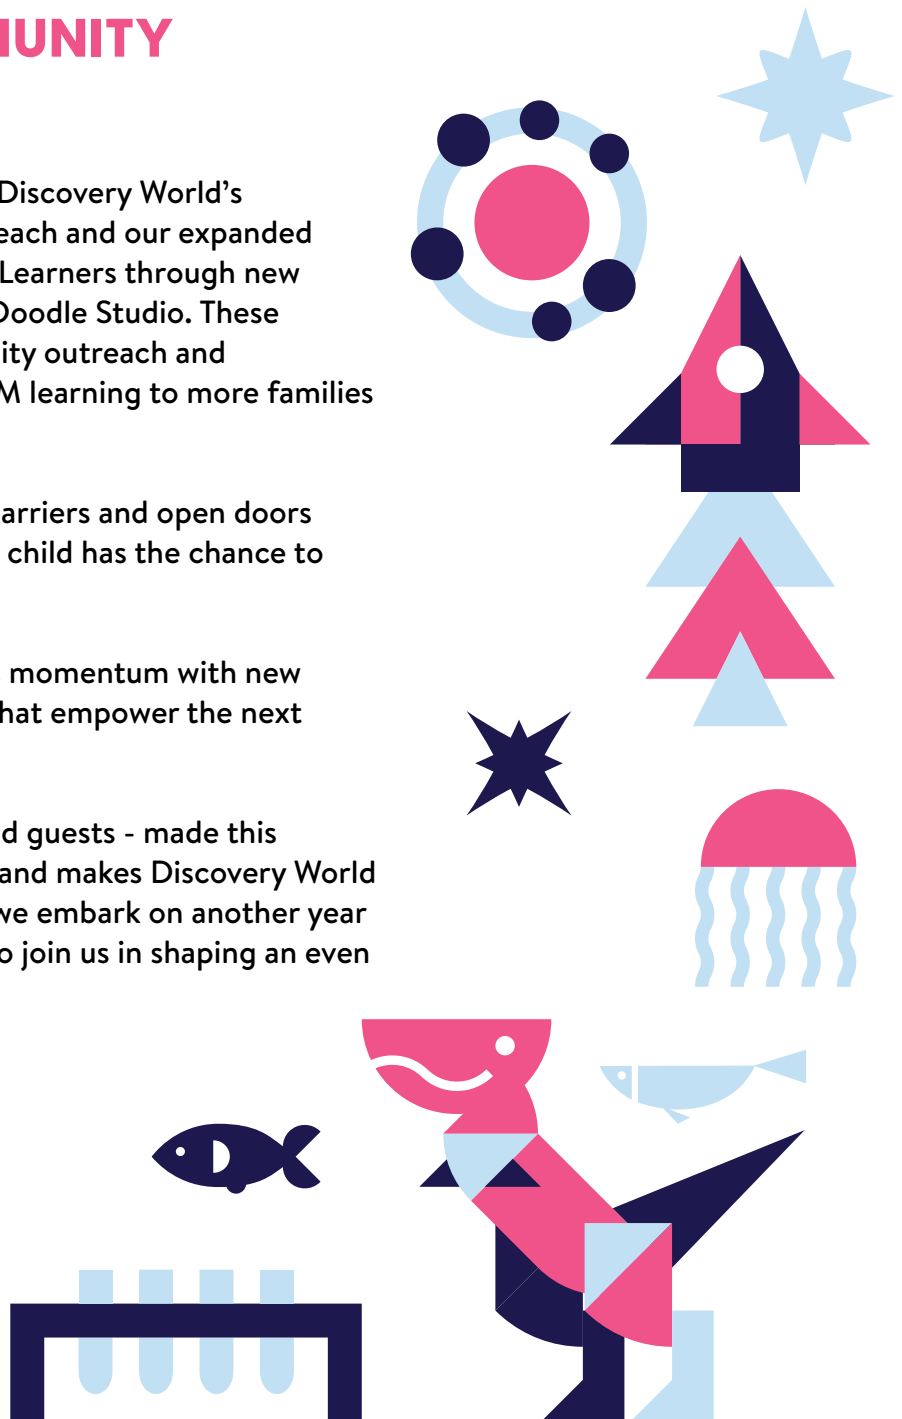 UNITY
Discovery World’s
each and our expanded
Learners through new
Doodle Studio. These
ity outreach and
M learning to more families
arriers and open doors
child has the chance to
momentum with new
hat empower the next
d guests - made this
and makes Discovery World
we embark on another year
o join us in shaping an even